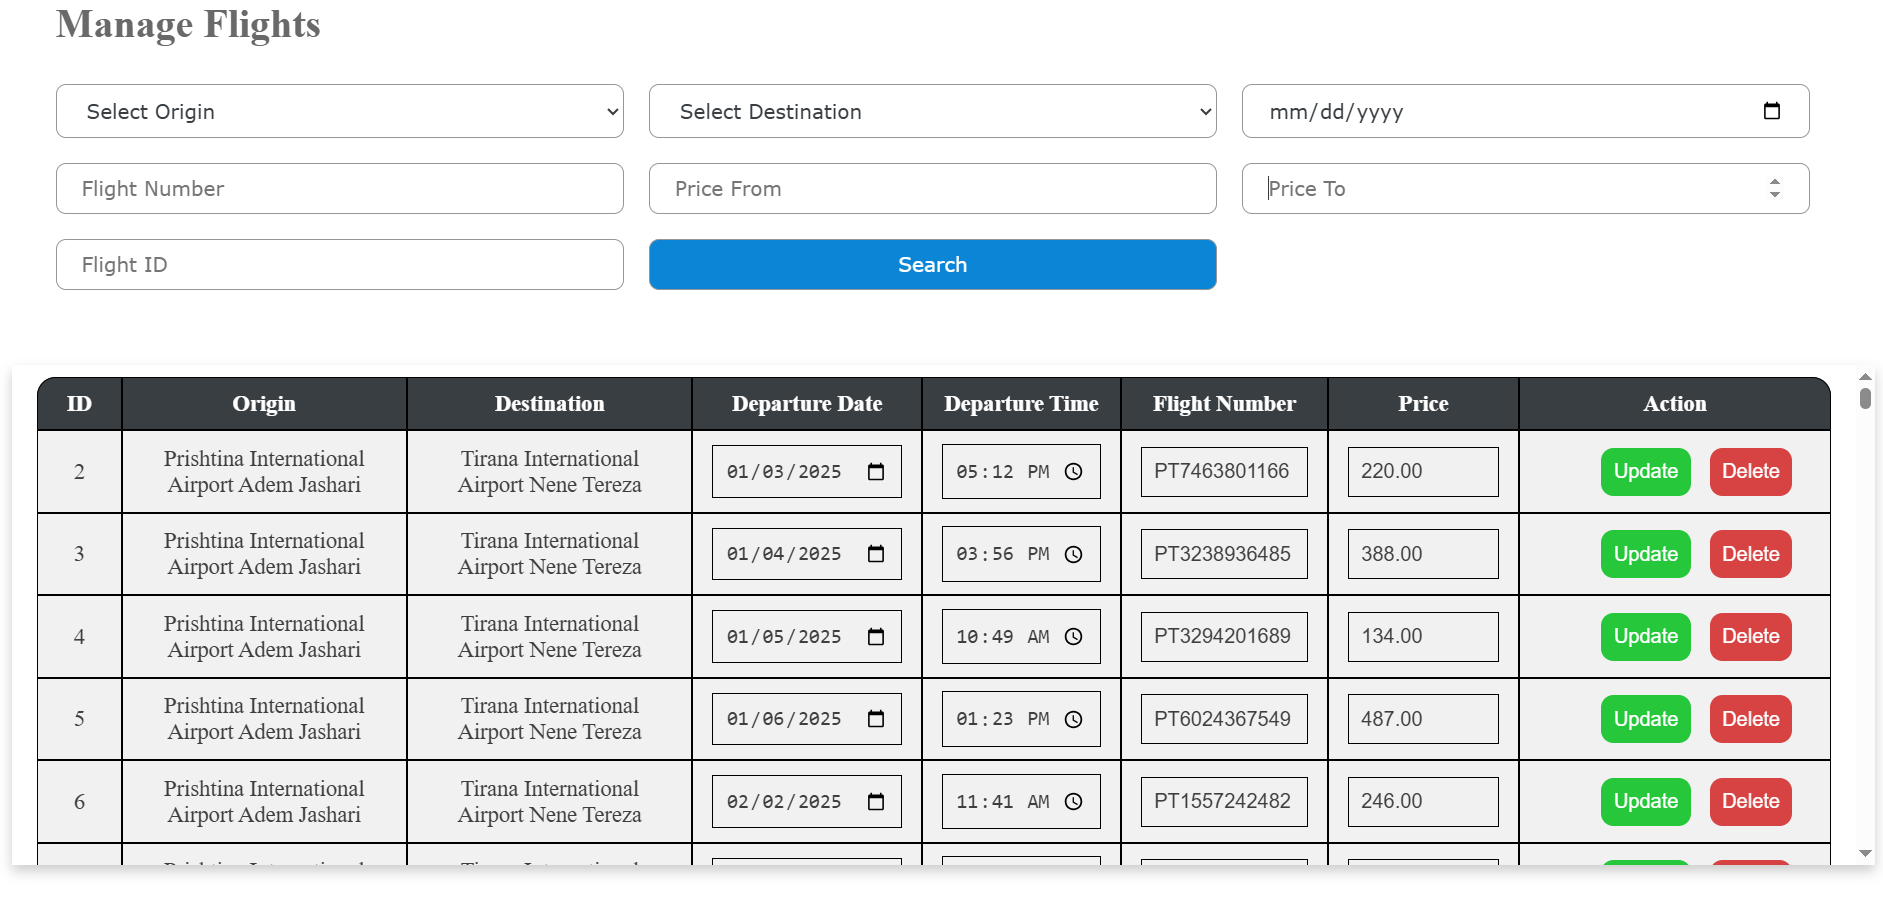 Manage Flights
Select Origin
Select Destination
mm/dd/yyyy
Flight Number
Price From
Price To
Flight ID
Search
ID Origin Destination Departure Date Departure Time Flight Number Price Action
Prishtina International Tirana International
2 01/03/2025 05:12 PM PT7463801166 220.00 Update Delete
Airport Adem Jashari Airport Nene Tereza
Prishtina International Tirana International
3 01/04/2025 03:56 PM PT3238936485 388.00 Update Delete
Airport Adem Jashari Airport Nene Tereza
Prishtina International Tirana International
4 01/05/2025 10:49 AM PT3294201689 134.00 Update Delete
Airport Adem Jashari Airport Nene Tereza
Prishtina International Tirana International
5 01/06/2025 01:23 PM PT6024367549 487.00 Update Delete
Airport Adem Jashari Airport Nene Tereza
Prishtina International Tirana International
6 02/02/2025 11:41 AM PT1557242482 246.00 Update Delete
Airport Adem Jashari Airport Nene Tereza